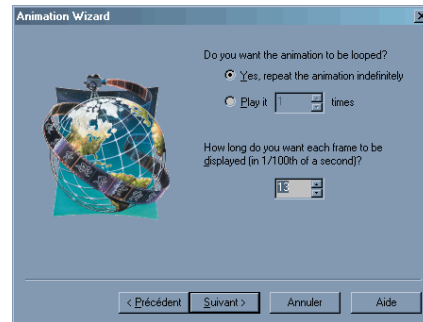 Animation Wizard
Do you want the animation to be looped?
Yes, repeat the animation indefinitely
Play it 1 times
How long do you want each frame to be
displayed (in 1/100th of a second)?
13
< Précédent Suivant > Annuler Aide